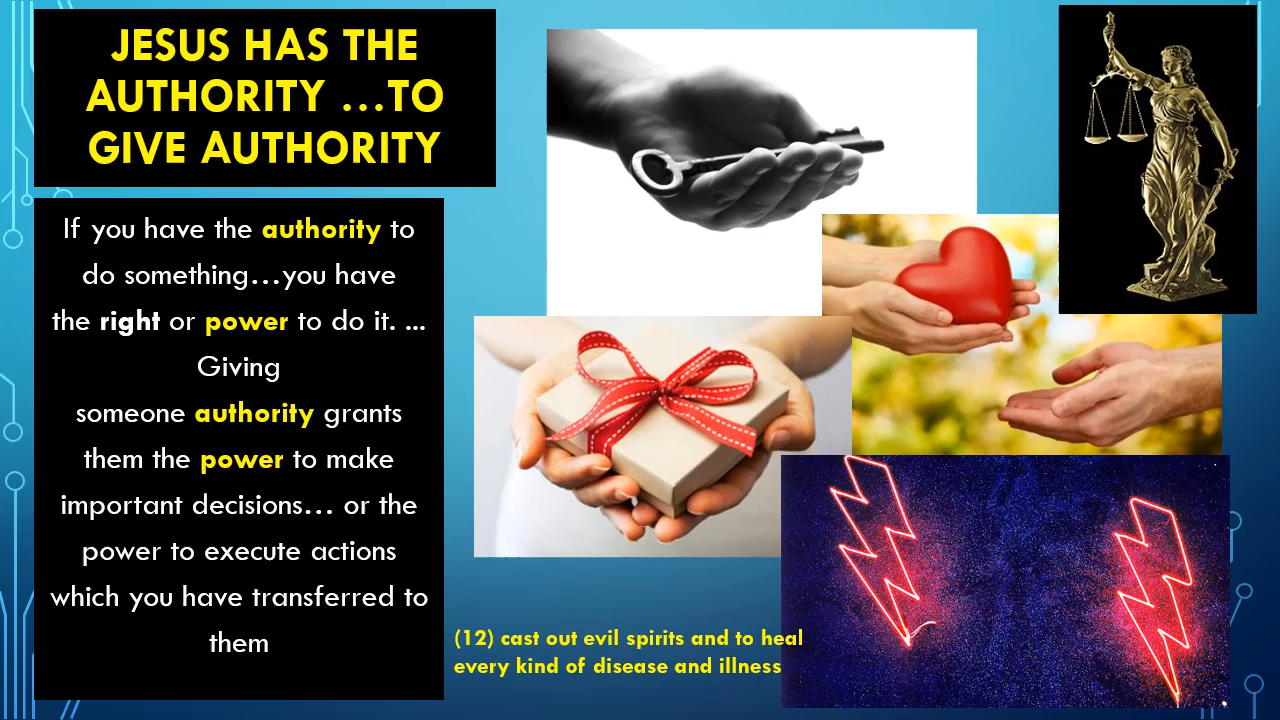 JESUS HAS THE
AUTHORITY …TO
GIVE AUTHORITY
If you have the authority to
do something…you have
the right or power to do it. ...
Giving
someone authority grants
them the power to make
important decisions… or the
power to execute actions
which you have transferred to
them
(12) cast out evil spirits and to heal
every kind of disease and illness